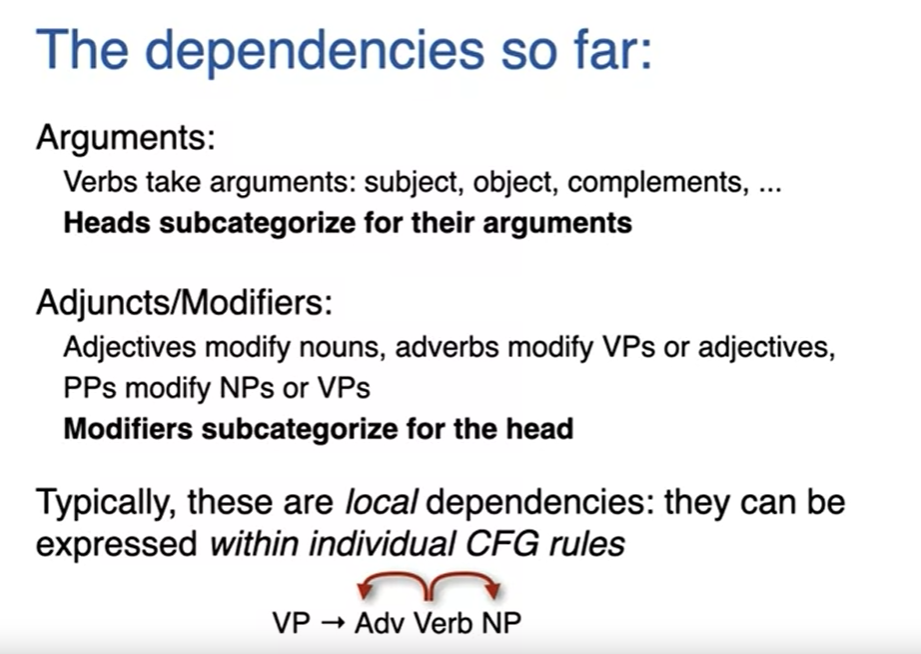 The dependencies so far:
Arguments:
Verbs take arguments: subject, object, complements, ...
Heads subcategorize for their arguments
Adjuncts/Modifiers:
Adjectives modify nouns, adverbs modify VPs or adjectives,
PPs modify NPs or VPs
Modifiers subcategorize for the head
Typically, these are local dependencies: they can be
expressed within individual CFG rules
VP → Adv Verb NP